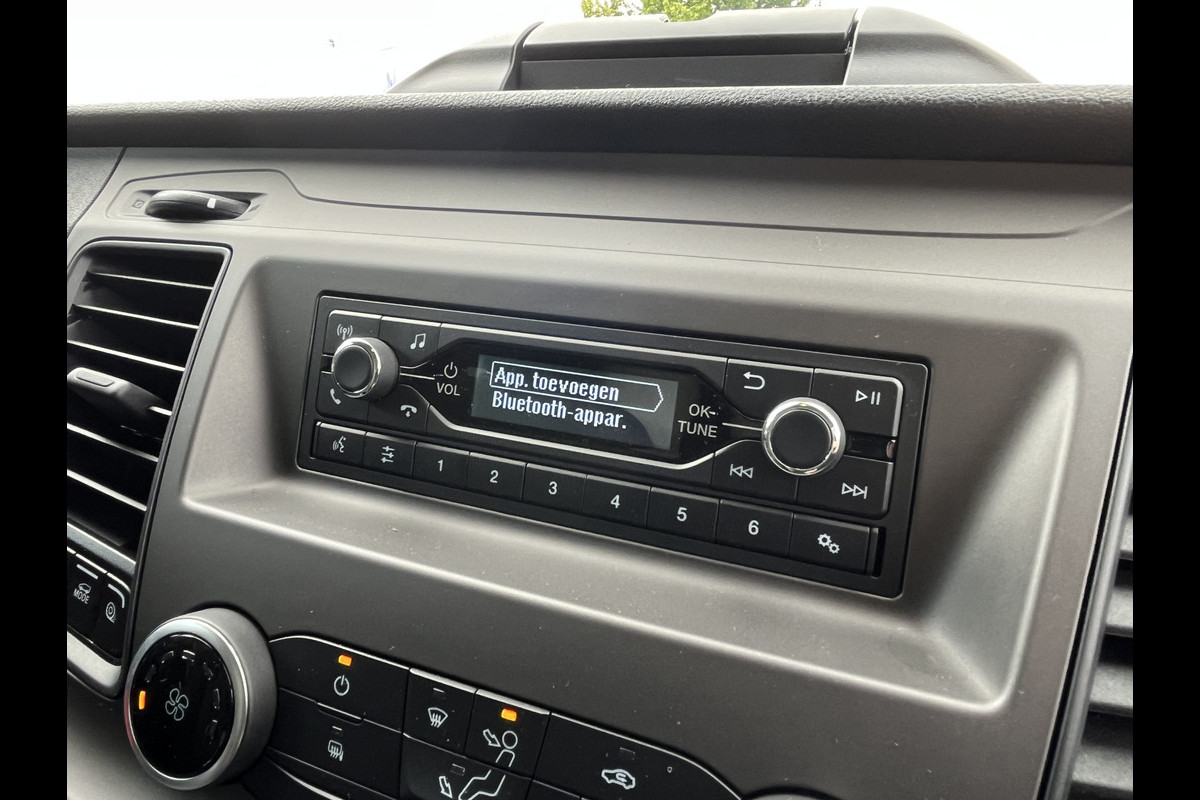 VOL
App. toevoegen
Bluetooth-appar.
OK-
TUNE
1 2 3 4 5 6
MODE